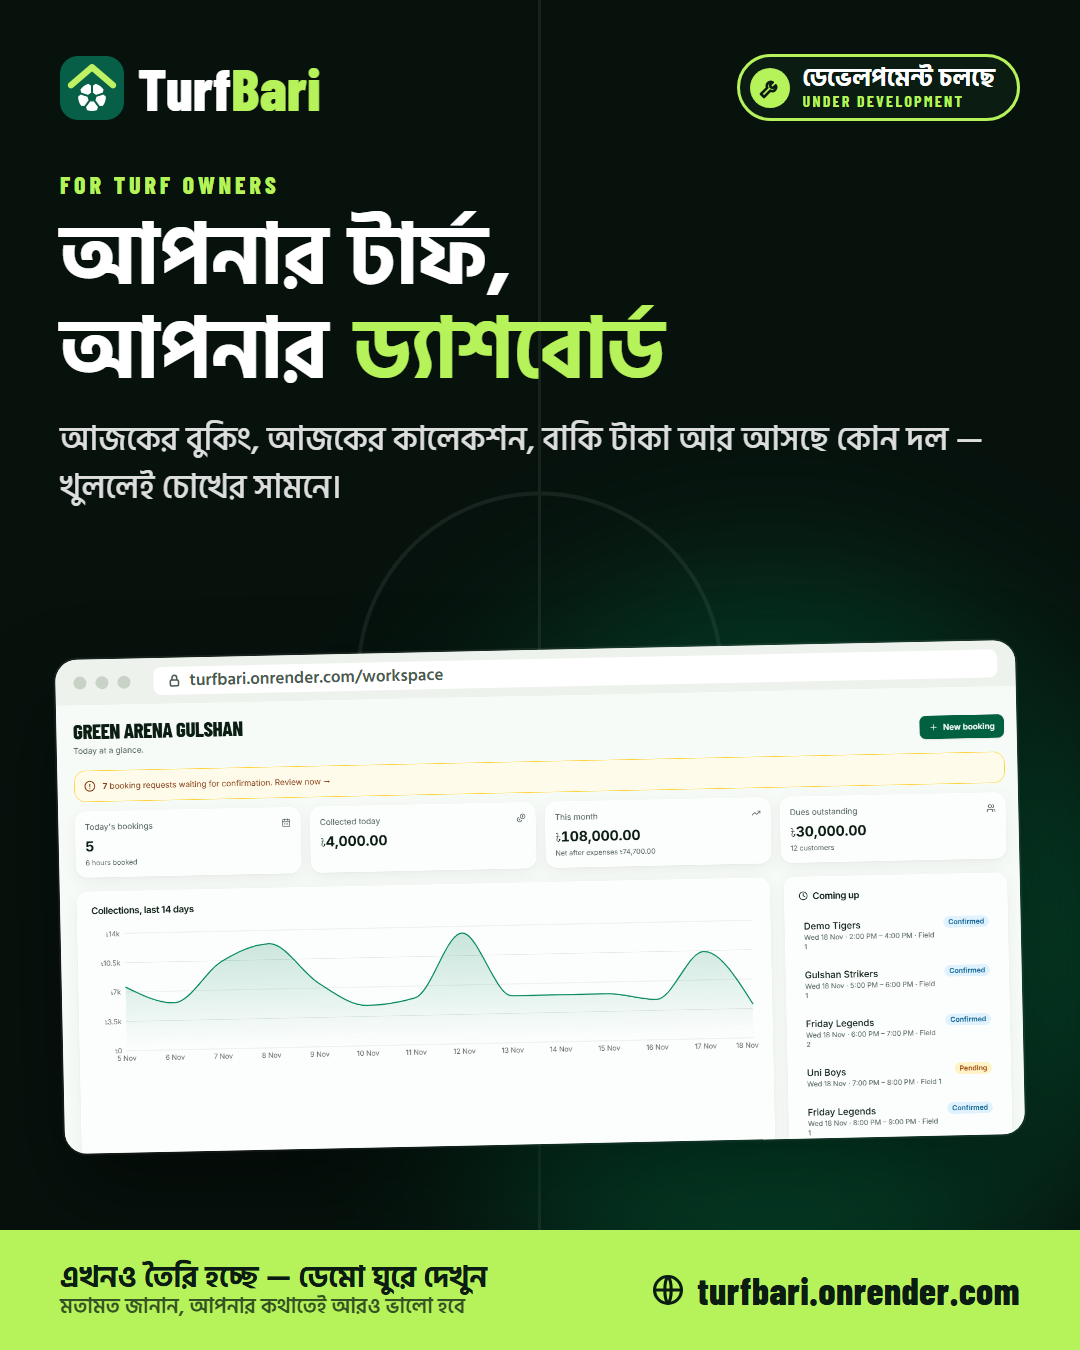 TurfBari
ডেভেলপমেন্ট চলছে
UNDER DEVELOPMENT
FOR TURF OWNERS
আপনার টার্ফ,
আপনার ড্যাশবোর্ড
আজকের বুকিং, আজকের কালেকশন, বাকি টাকা আর আসছে কোন দল —
খুললেই চোখের সামনে।
turfbari.onrender.com/workspace
GREEN ARENA GULSHAN
Today at a glance.
+ New booking
7 booking requests waiting for confirmation. Review now →
Today's bookings
5
6 hours booked
Collected today
৳4,000.00
This month
৳108,000.00
Net after expenses ৳74,700.00
Dues outstanding
৳30,000.00
12 customers
Collections, last 14 days
৳14k
৳10.5k
৳7k
৳3.5k
৳0
5 Nov 6 Nov 7 Nov 8 Nov 9 Nov 10 Nov 11 Nov 12 Nov 13 Nov 14 Nov 15 Nov 16 Nov 17 Nov 18 Nov
Coming up
Demo Tigers Confirmed
Wed 18 Nov · 2:00 PM – 4:00 PM · Field
1
Gulshan Strikers Confirmed
Wed 18 Nov · 5:00 PM – 6:00 PM · Field
1
Friday Legends Confirmed
Wed 18 Nov · 6:00 PM – 7:00 PM · Field
2
Uni Boys Pending
Wed 18 Nov · 7:00 PM – 8:00 PM · Field 1
Friday Legends Confirmed
Wed 18 Nov · 8:00 PM – 9:00 PM · Field
1
এখনও তৈরি হচ্ছে — ডেমো ঘুরে দেখুন
মতামত জানান, আপনার কথাতেই আরও ভালো হবে
turfbari.onrender.com